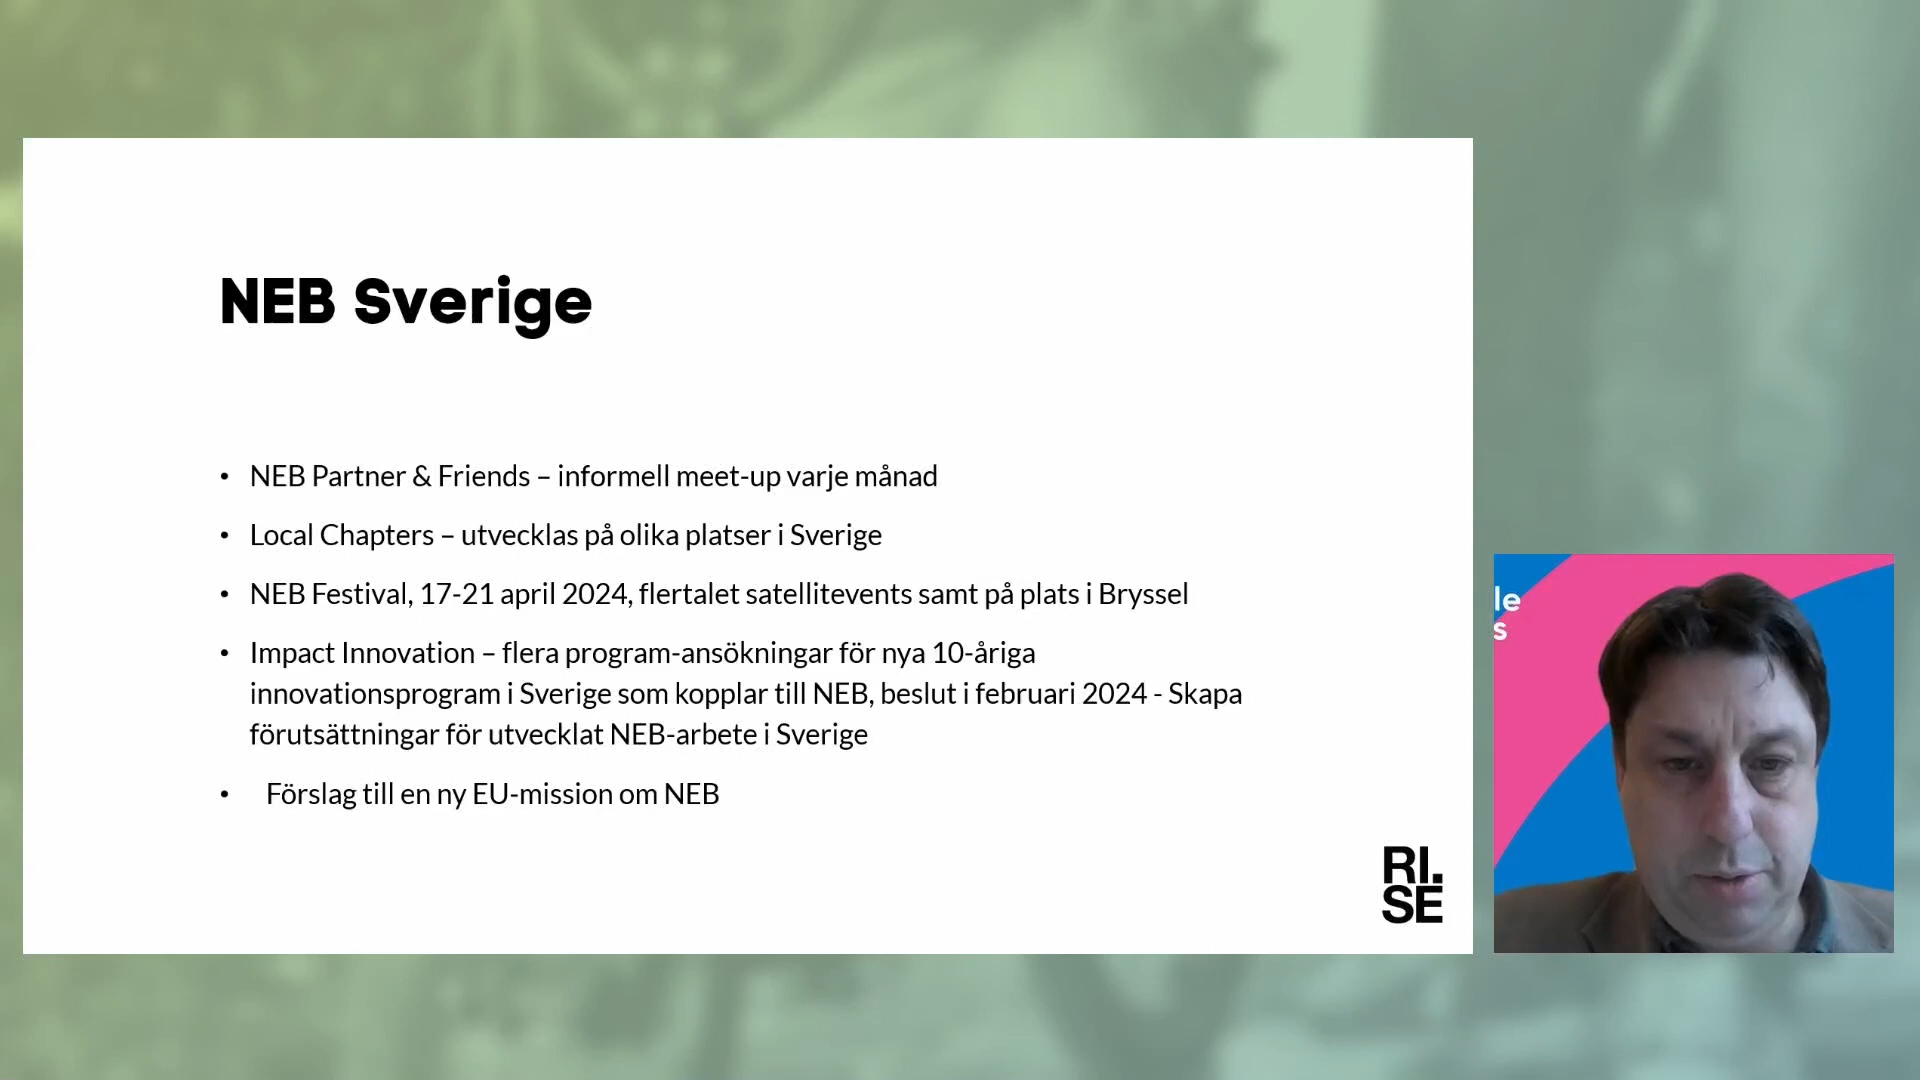 NEB Sverige
• NEB Partner & Friends – informell meet-up varje månad
• Local Chapters – utvecklas på olika platser i Sverige
• NEB Festival, 17-21 april 2024, flertalet satellitevents samt på plats i Bryssel
• Impact Innovation – flera program-ansökningar för nya 10-åriga
innovationsprogram i Sverige som kopplar till NEB, beslut i februari 2024 - Skapa
förutsättningar för utvecklat NEB-arbete i Sverige
• Förslag till en ny EU-mission om NEB
RI.
SE
le
s